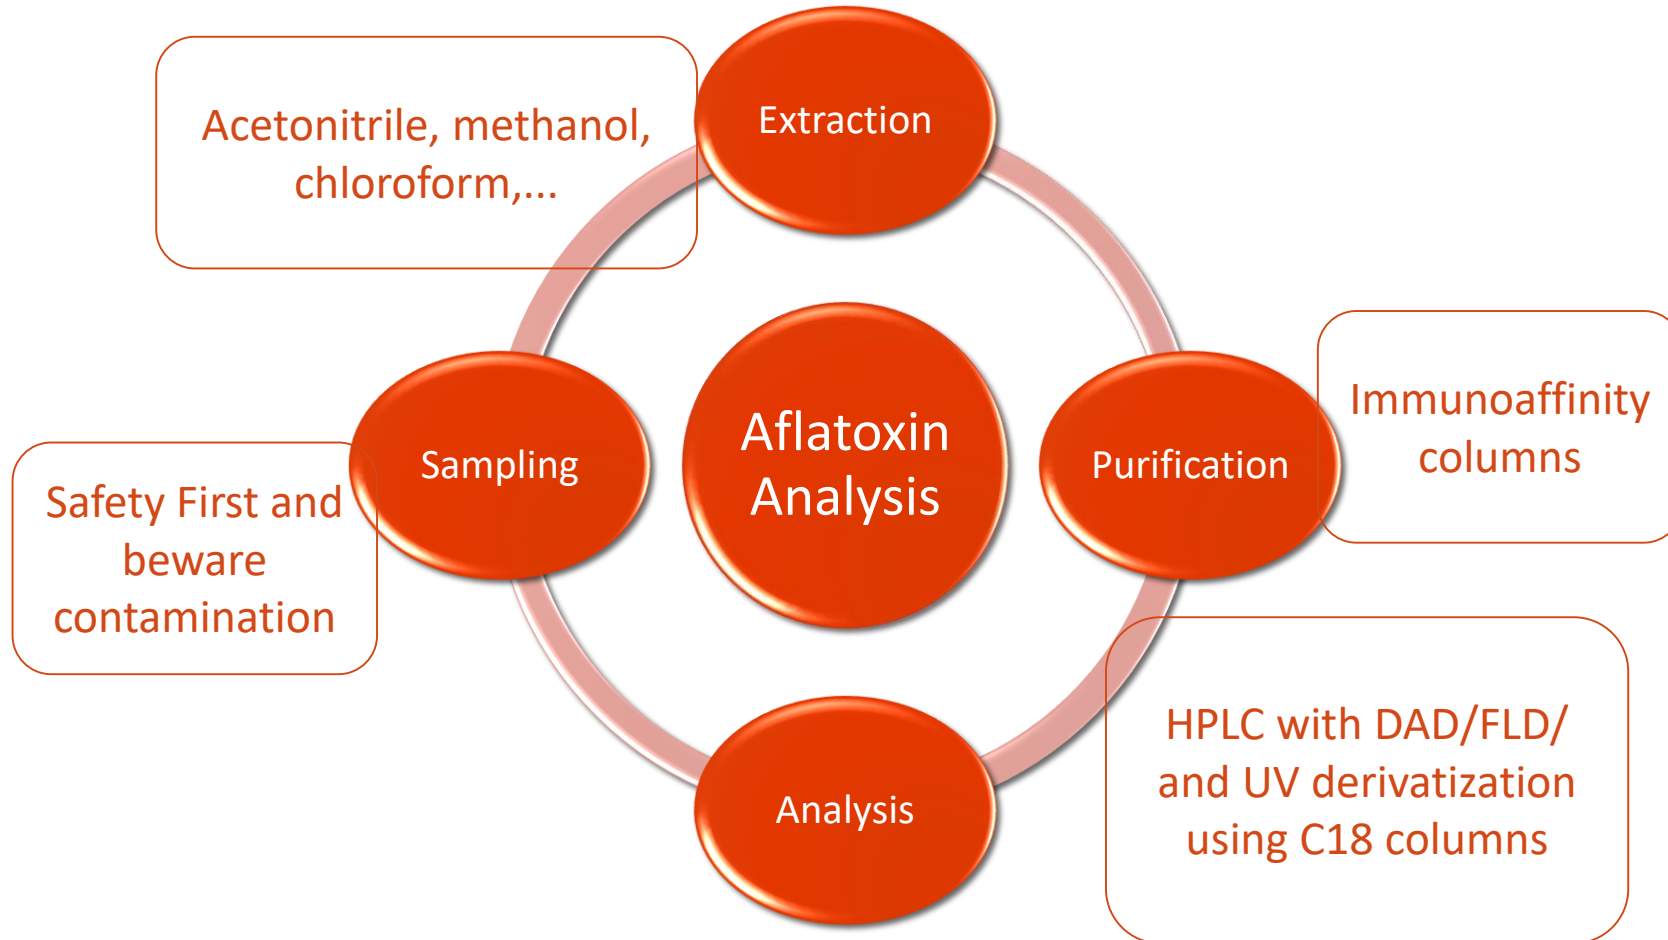 Extraction
Acetonitrile, methanol,
chloroform,...
Sampling
Safety First and
beware
contamination
Aflatoxin
Analysis
Purification
Immunoaffinity
columns
Analysis
HPLC with DAD/FLD/
and UV derivatization
using C18 columns